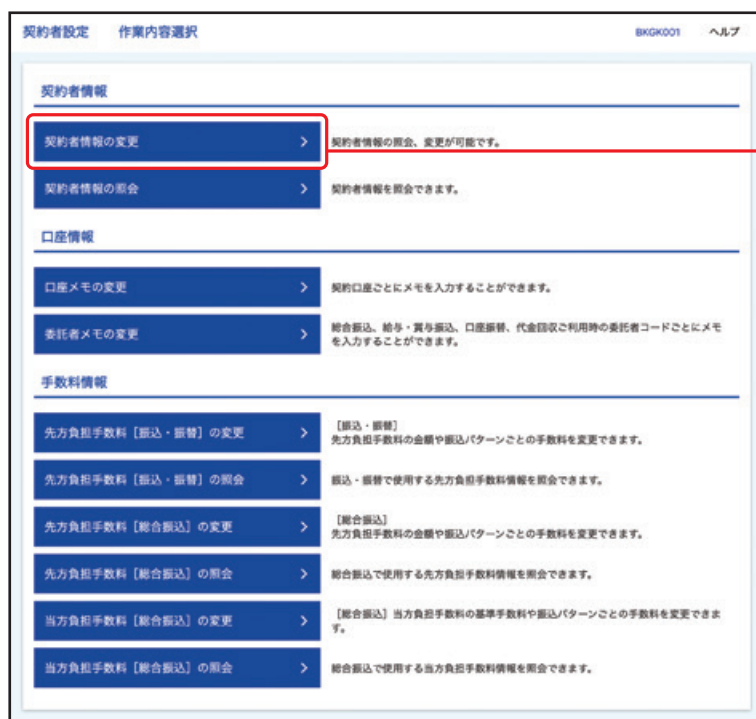 契約者設定 作業内容選択 BKGK001 ヘルプ
契約者情報
契約者情報の変更 契約者情報の照会、変更が可能です。
契約者情報の照会 契約者情報を照会できます。
口座情報
口座メモの変更 契約口座ごとにメモを入力することができます。
委託者メモの変更 総合振込、給与・賞与振込、口座振替、代金回収ご利用時の委託者コードごとにメモ
を入力することができます。
手数料情報
先方負担手数料［振込・振替］の変更 ［振込・振替］
先方負担手数料の金額や振込パターンごとの手数料を変更できます。
先方負担手数料［振込・振替］の照会 振込・振替で使用する先方負担手数料情報を照会できます。
先方負担手数料［総合振込］の変更 ［総合振込］
先方負担手数料の金額や振込パターンごとの手数料を変更できます。
先方負担手数料［総合振込］の照会 総合振込で使用する先方負担手数料情報を照会できます。
当方負担手数料［総合振込］の変更 ［総合振込］当方負担手数料の基準手数料や振込パターンごとの手数料を変更できま
す。
当方負担手数料［総合振込］の照会 総合振込で使用する当方負担手数料情報を照会できます。